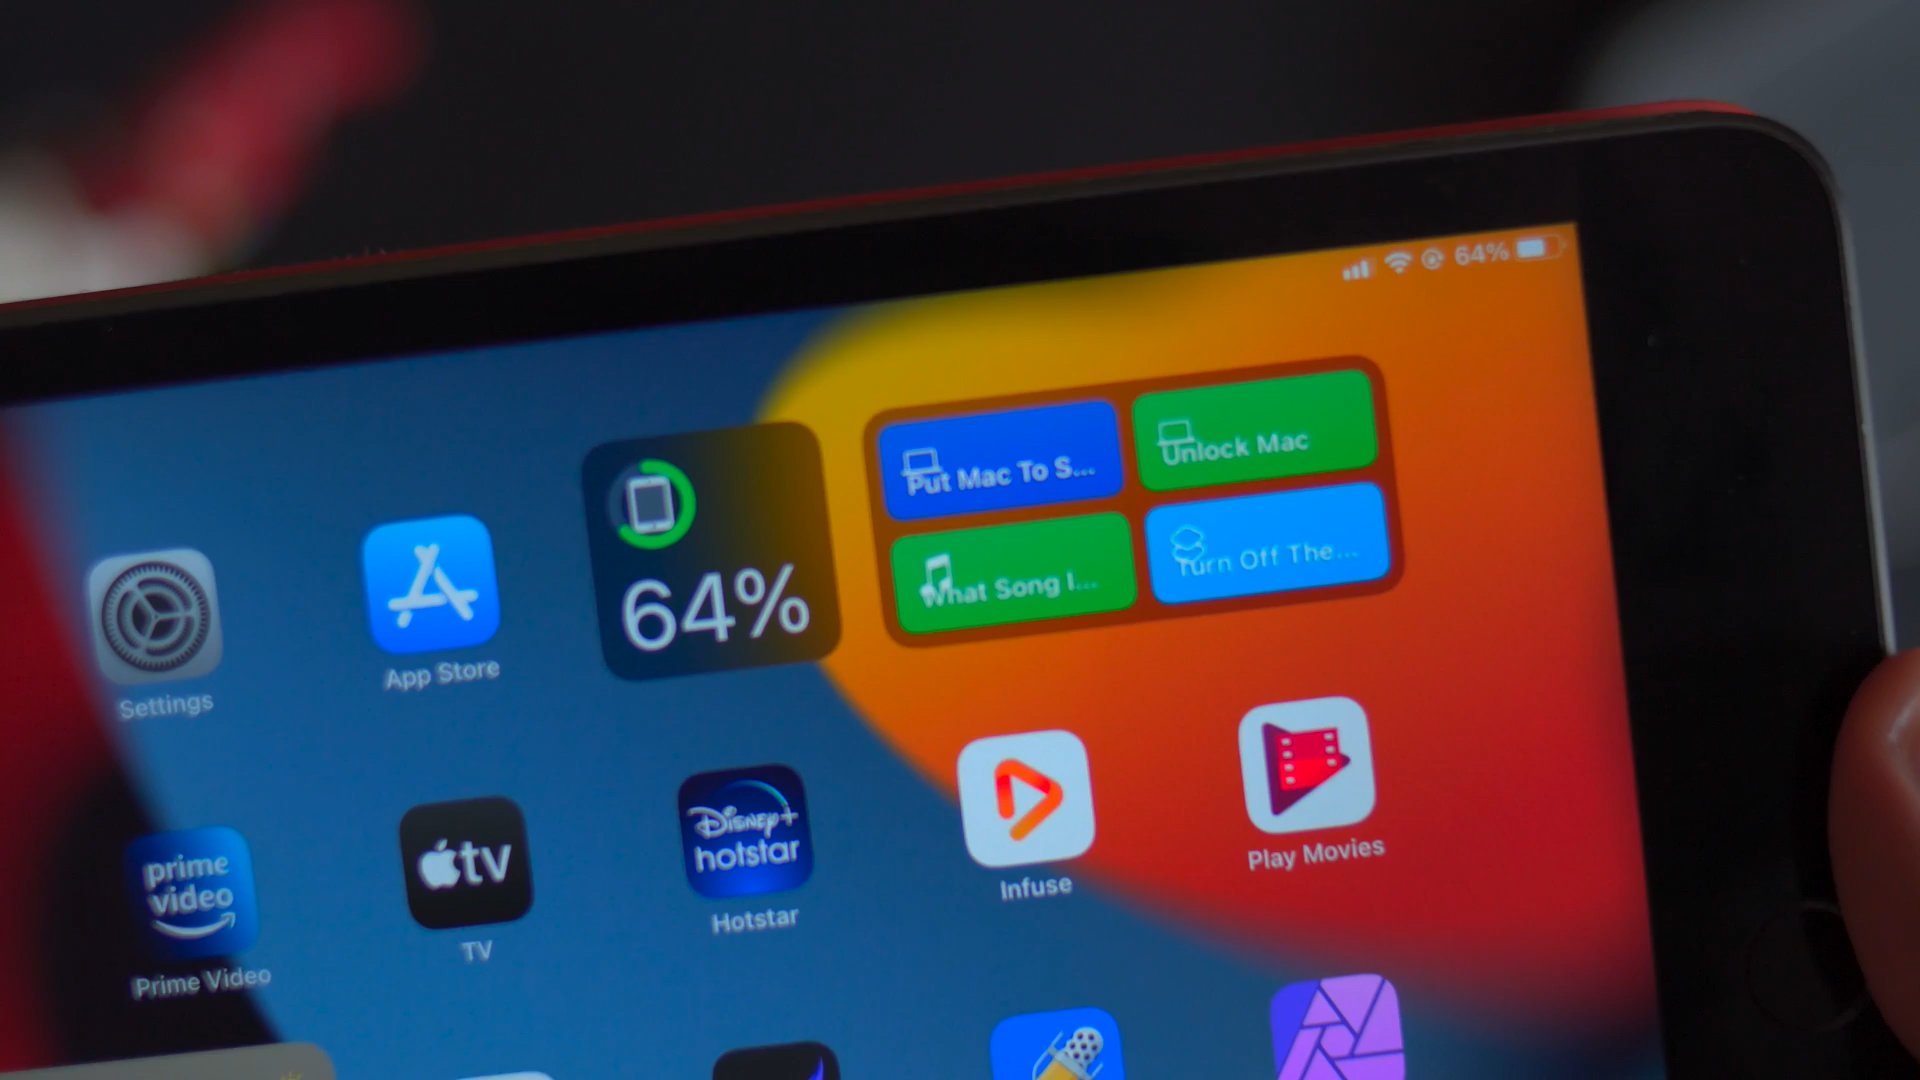 64%
Put Mac To S...
Unlock Mac
64%
What Song I...
Turn Off The...
Settings
App Store
prime
video
tv
Disney+
hotstar
Infuse
Play Movies
Prime Video
TV
Hotstar